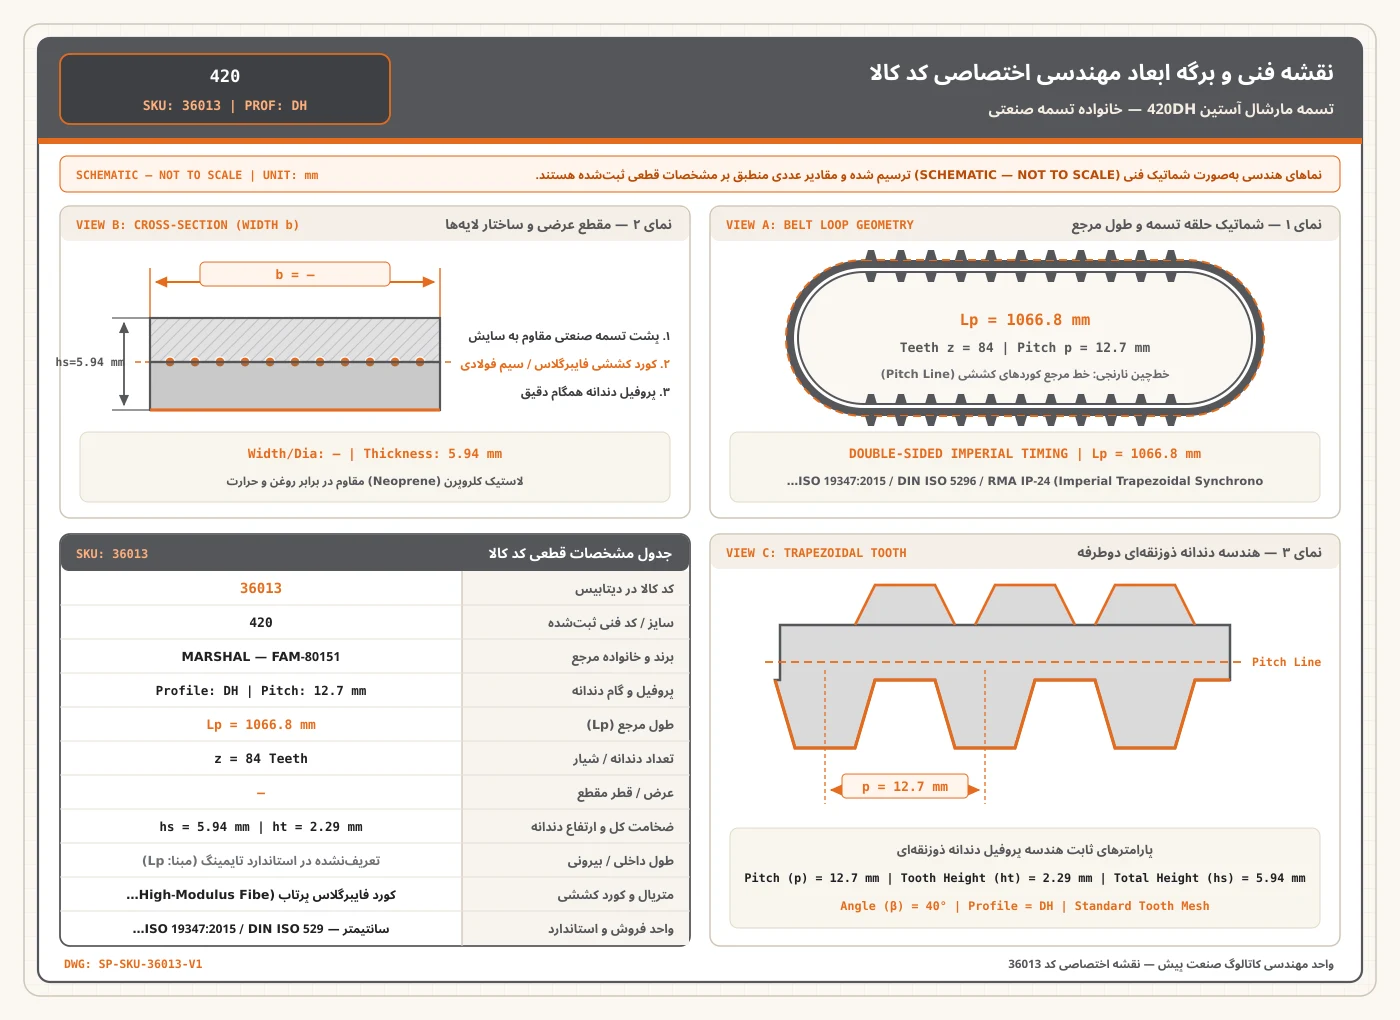 نقشه فنی و برگه ابعاد مهندسی اختصاصی کد کالا
تسمه مارشال آستین 420DH — خانواده تسمه صنعتی
420
SKU: 36013 | PROF: DH
نماهای هندسی به‌صورت شماتیک فنی (SCHEMATIC — NOT TO SCALE) ترسیم شده و مقادیر عددی منطبق بر مشخصات قطعی ثبت‌شده هستند.
SCHEMATIC — NOT TO SCALE | UNIT: mm
نمای ۱ — شماتیک حلقه تسمه و طول مرجع
VIEW A: BELT LOOP GEOMETRY
Lp = 1066.8 mm
Teeth z = 84 | Pitch p = 12.7 mm
خط‌چین نارنجی: خط مرجع کوردهای کششی (Pitch Line)
DOUBLE-SIDED IMPERIAL TIMING | Lp = 1066.8 mm
ISO 19347:2015 / DIN ISO 5296 / RMA IP-24 (Imperial Trapezoidal Synchrono...
نمای ۲ — مقطع عرضی و ساختار لایه‌ها
VIEW B: CROSS-SECTION (WIDTH b)
b = —
hs=5.94 mm
۱. پشت تسمه صنعتی مقاوم به سایش
۲. کورد کششی فایبرگلاس / سیم فولادی
۳. پروفیل دندانه همگام دقیق
Width/Dia: — | Thickness: 5.94 mm
لاستیک کلروپرن (Neoprene) مقاوم در برابر روغن و حرارت
نمای ۳ — هندسه دندانه ذوزنقه‌ای دوطرفه
VIEW C: TRAPEZOIDAL TOOTH
Pitch Line
p = 12.7 mm
پارامترهای ثابت هندسه پروفیل دندانه ذوزنقه‌ای
Pitch (p) = 12.7 mm | Tooth Height (ht) = 2.29 mm | Total Height (hs) = 5.94 mm
Angle (β) = 40° | Profile = DH | Standard Tooth Mesh
جدول مشخصات قطعی کد کالا
SKU: 36013
کد کالا در دیتابیس
36013
سایز / کد فنی ثبت‌شده
420
برند و خانواده مرجع
MARSHAL — FAM-80151
پروفیل و گام دندانه
Profile: DH | Pitch: 12.7 mm
طول مرجع (Lp)
Lp = 1066.8 mm
تعداد دندانه / شیار
z = 84 Teeth
عرض / قطر مقطع
—
ضخامت کل و ارتفاع دندانه
hs = 5.94 mm | ht = 2.29 mm
طول داخلی / بیرونی
تعریف‌نشده در استاندارد تایمینگ (مبنا: Lp)
متریال و کورد کششی
کورد فایبرگلاس پرتاب (High-Modulus Fibe...
واحد فروش و استاندارد
سانتیمتر — ISO 19347:2015 / DIN ISO 529...
واحد مهندسی کاتالوگ صنعت پیش — نقشه اختصاصی کد 36013
DWG: SP-SKU-36013-V1